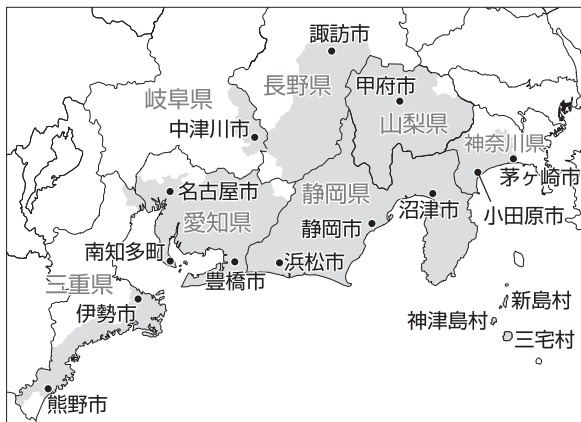 諏訪市
長野県
甲府市
岐阜県
山梨県
中津川市
神奈川県
茅ヶ崎市
名古屋市
静岡県
沼津市
小田原市
愛知県
静岡市
南知多町
豊橋市
浜松市
三重県
伊勢市
新島村
神津島村
三宅村
熊野市